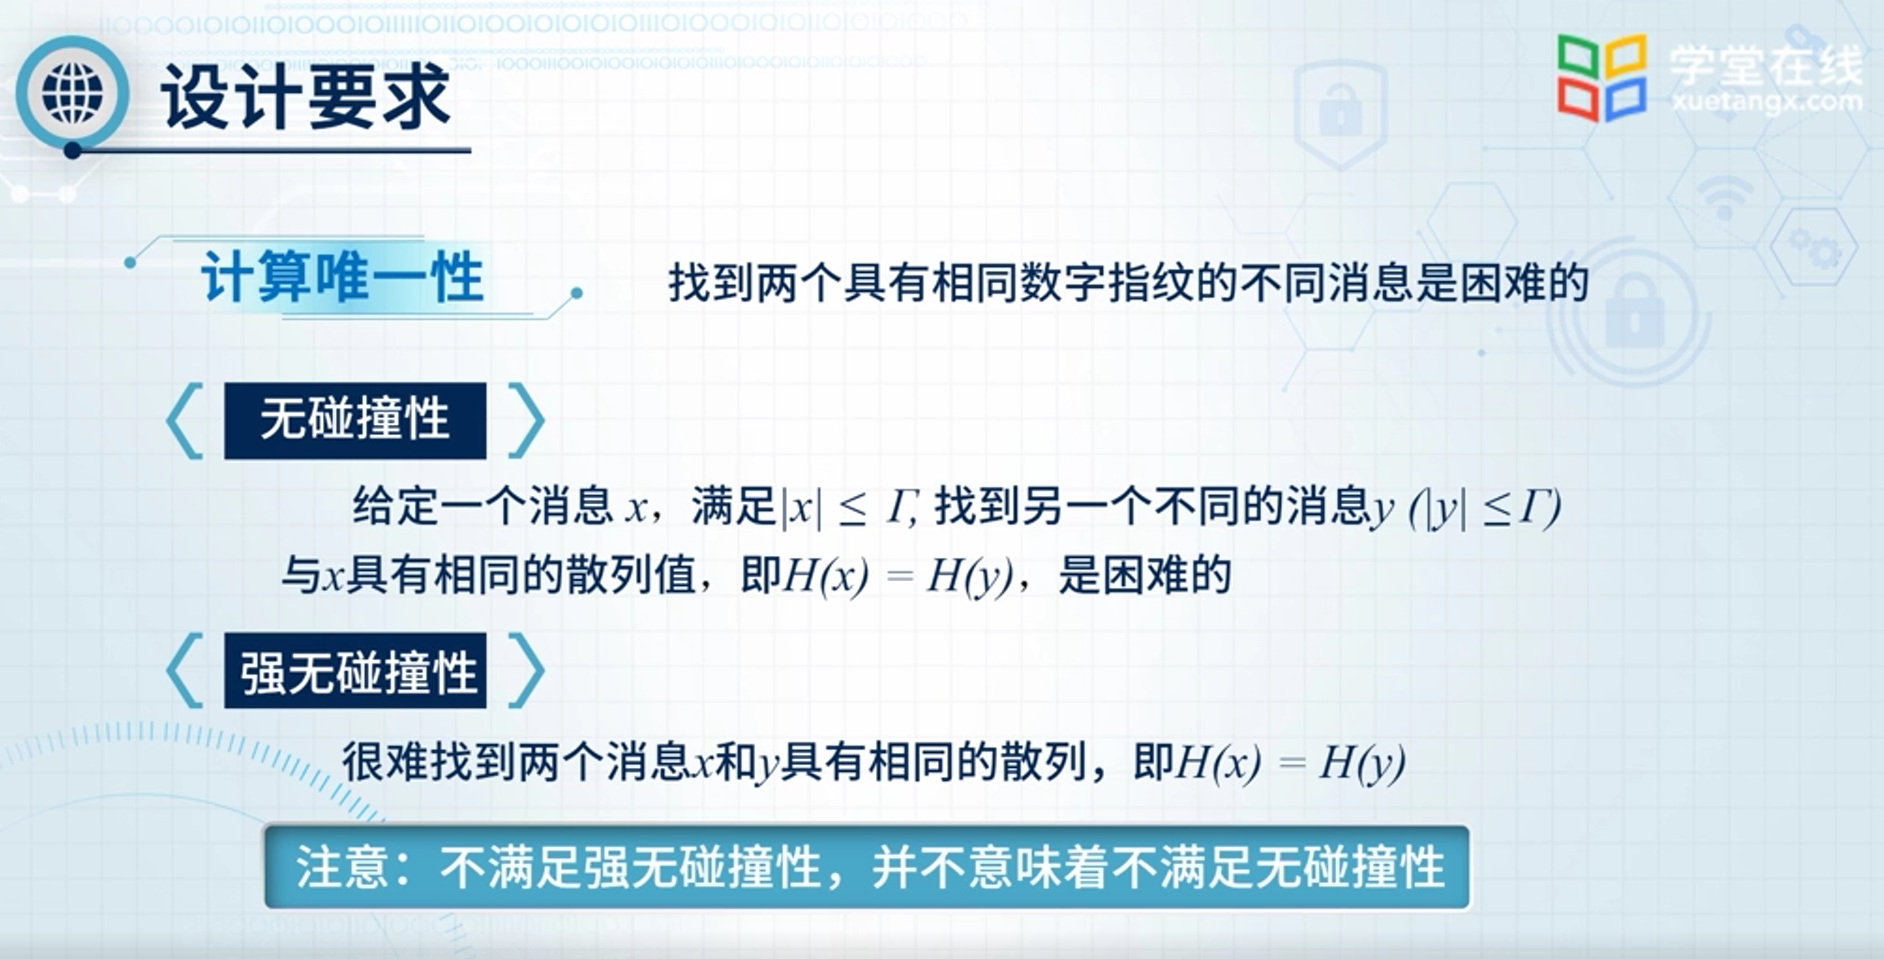 设计要求
学堂在线
xuetangx.com
计算唯一性
找到两个具有相同数字指纹的不同消息是困难的
无碰撞性
给定一个消息 x，满足|x| ≤ Γ, 找到另一个不同的消息y (|y| ≤Γ)
与x具有相同的散列值，即H(x) = H(y)，是困难的
强无碰撞性
很难找到两个消息x和y具有相同的散列，即H(x) = H(y)
注意：不满足强无碰撞性，并不意味着不满足无碰撞性